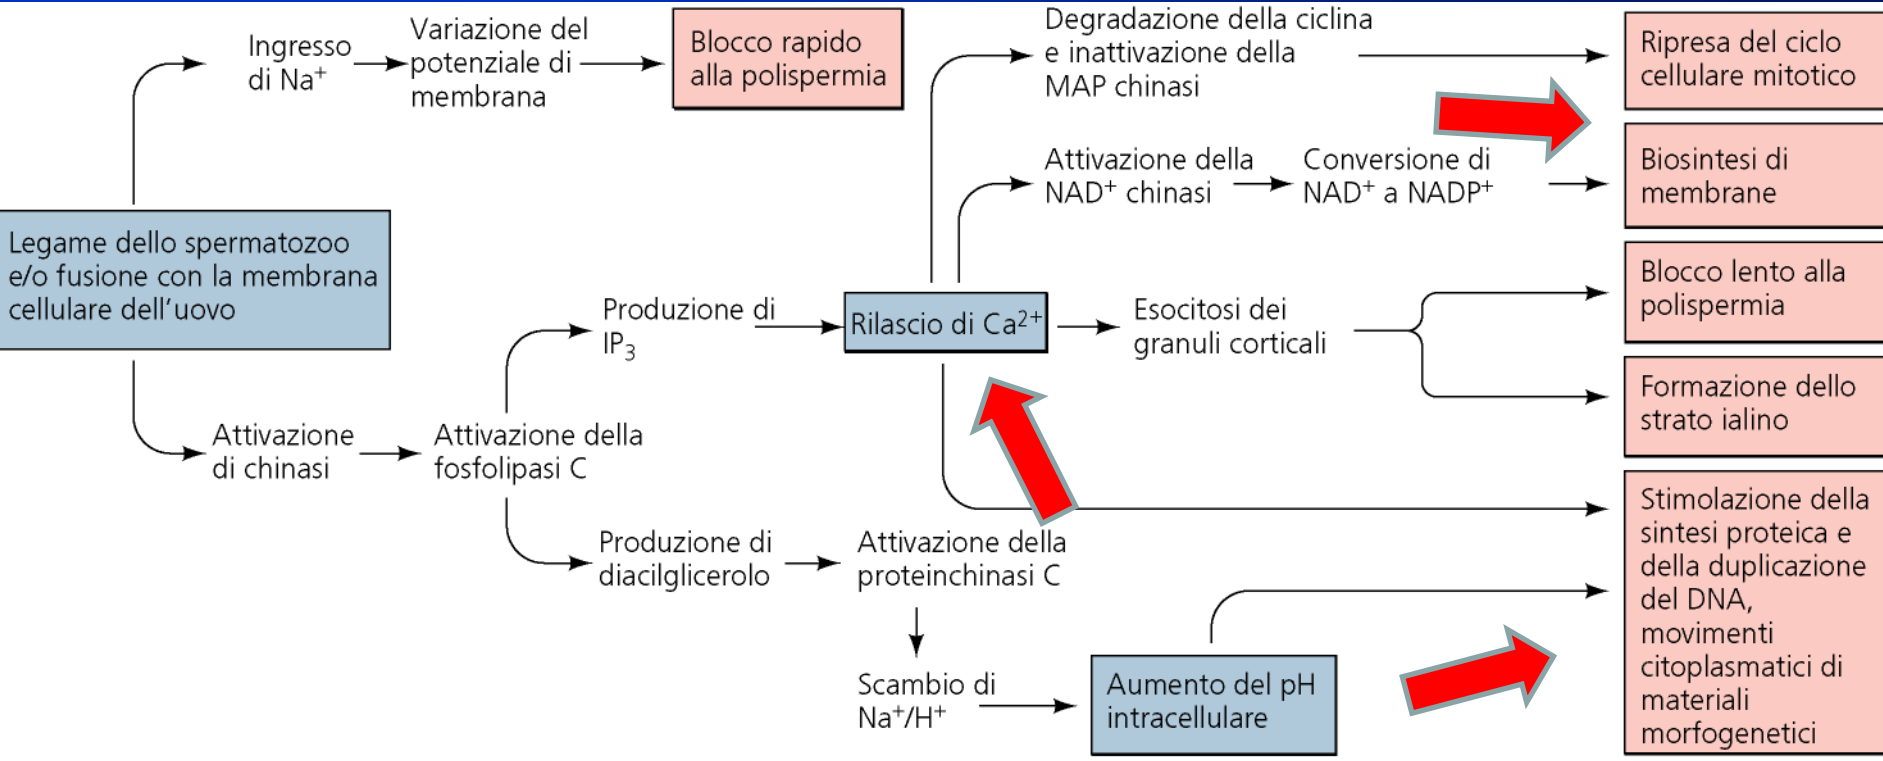 Ingresso
di Na+
Variazione del
potenziale di
membrana
Blocco rapido
alla polispermia
Degradazione della ciclina
e inattivazione della
MAP chinasi
Ripresa del ciclo
cellulare mitotico
Attivazione della
NAD+ chinasi
Conversione di
NAD+ a NADP+
Biosintesi di
membrane
Legame dello spermatozoo
e/o fusione con la membrana
cellulare dell'uovo
Produzione di
IP3
Rilascio di Ca2+
Esocitosi dei
granuli corticali
Blocco lento alla
polispermia
Formazione dello
strato ialino
Attivazione
di chinasi
Attivazione della
fosfolipasi C
Produzione di
diacilglicerolo
Attivazione della
proteinchinasi C
Scambio di
Na+/H+
Aumento del pH
intracellulare
Stimolazione della
sintesi proteica e
della duplicazione
del DNA,
movimenti
citoplasmatici di
materiali
morfogenetici